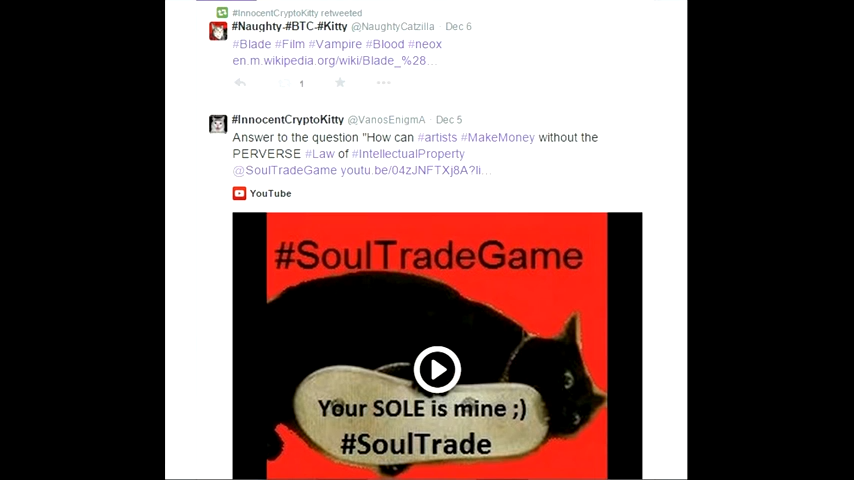 #InnocentCryptoKitty retweeted
#Naughty-#BTC-#Kitty @NaughtyCatzilla · Dec 6
#Blade #Film #Vampire #Blood #neox
en.m.wikipedia.org/wiki/Blade_%28...
1
#InnocentCryptoKitty @VanosEnigmA · Dec 5
Answer to the question "How can #artists #MakeMoney without the
PERVERSE #Law of #IntellectualProperty
@SoulTradeGame youtu.be/04zJNFTXj8A?li...
YouTube
#SoulTradeGame
Your SOLE is mine ;)
#SoulTrade